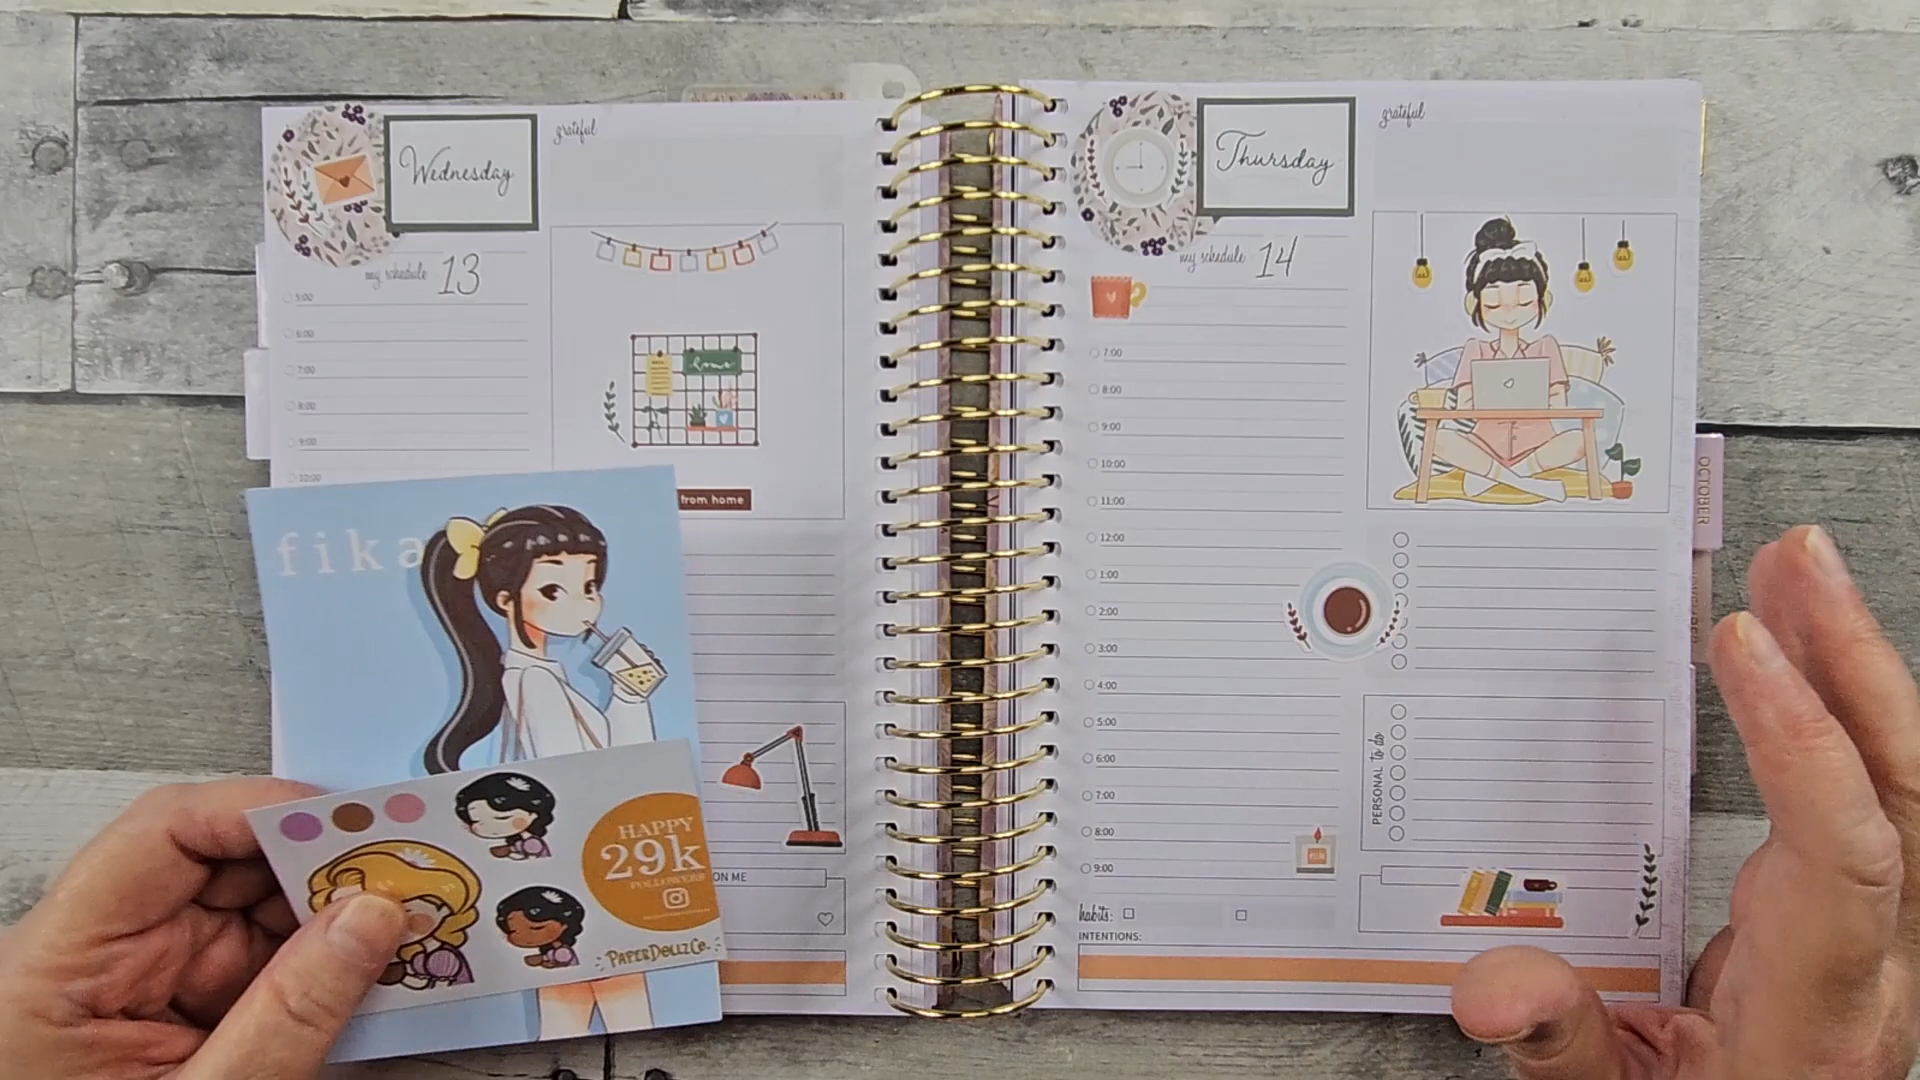 grateful
Wednesday
my schedule 13
5:00
6:00
7:00
8:00
9:00
10:00
home
from home
ON ME
fika
HAPPY
29k
FOLLOWERS
PAPERDOLLZCO.
grateful
Thursday
my schedule 14
7:00
8:00
9:00
10:00
11:00
12:00
1:00
2:00
3:00
4:00
5:00
6:00
7:00
8:00
9:00
PERSONAL to do
habits:
INTENTIONS:
OCTOBER